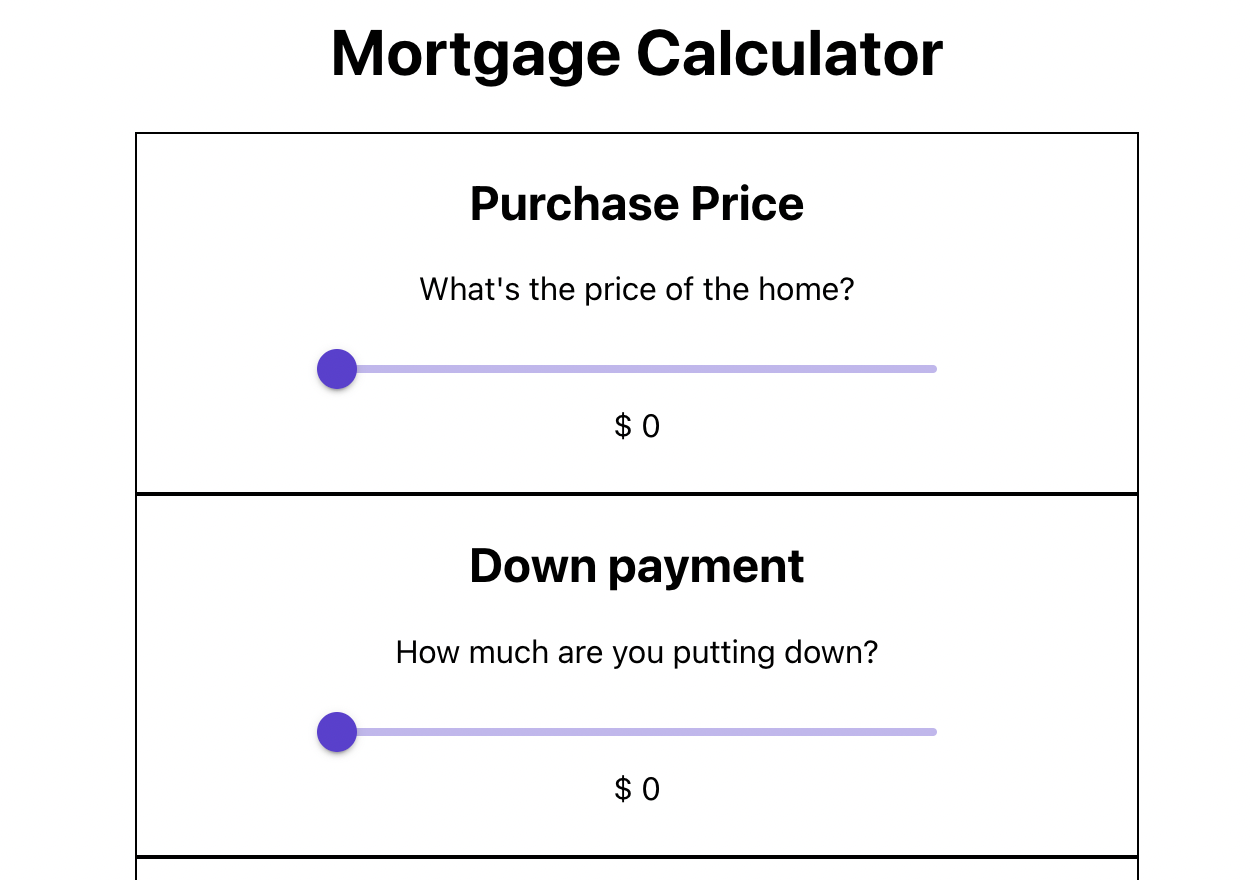 Mortgage Calculator
Purchase Price
What's the price of the home?
$ 0
Down payment
How much are you putting down?
$ 0